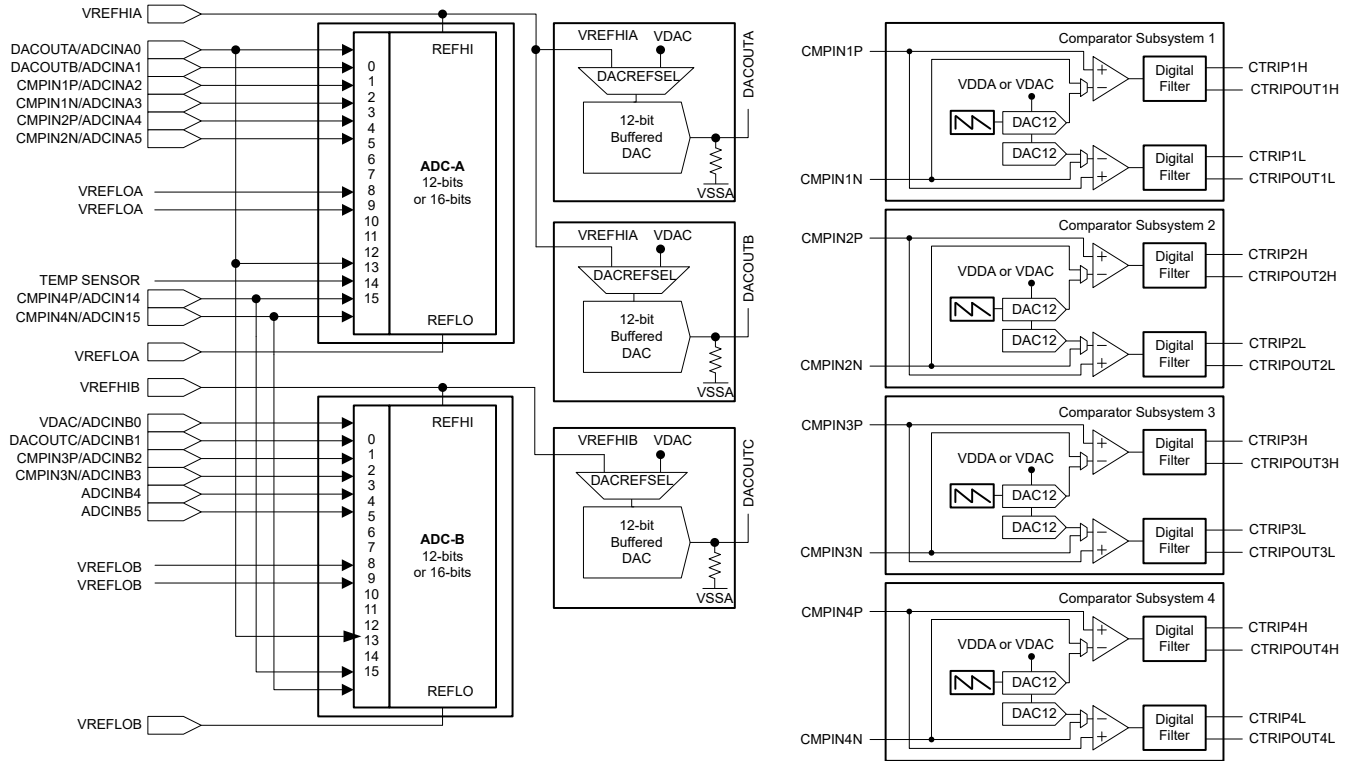 VREFHIA
DACOUTA/ADCINA0
DACOUTB/ADCINA1
CMPIN1P/ADCINA2
CMPIN1N/ADCINA3
CMPIN2P/ADCINA4
CMPIN2N/ADCINA5
VREFLOA
VREFLOA
TEMP SENSOR
CMPIN4P/ADCIN14
CMPIN4N/ADCIN15
VREFLOA
REFHI
0
1
2
3
4
5
6
7
8
9
10
11
12
13
14
15
ADC-A
12-bits
or 16-bits
REFLO
VREFHIB
VDAC/ADCINB0
DACOUTC/ADCINB1
CMPIN3P/ADCINB2
CMPIN3N/ADCINB3
ADCINB4
ADCINB5
VREFLOB
VREFLOB
VREFLOB
REFHI
0
1
2
3
4
5
6
7
8
9
10
11
12
13
14
15
ADC-B
12-bits
or 16-bits
REFLO
VREFHIA VDAC
DACREFSEL
12-bit
Buffered
DAC
VSSA
DACOUTA
VREFHIA VDAC
DACREFSEL
12-bit
Buffered
DAC
VSSA
DACOUTB
VREFHIB VDAC
DACREFSEL
12-bit
Buffered
DAC
VSSA
DACOUTC
Comparator Subsystem 1
CMPIN1P
CMPIN1N
VDDA or VDAC
DAC12
DAC12
+
−
−
+
Digital
Filter
Digital
Filter
CTRIP1H
CTRIPOUT1H
CTRIP1L
CTRIPOUT1L
Comparator Subsystem 2
CMPIN2P
CMPIN2N
VDDA or VDAC
DAC12
DAC12
+
−
−
+
Digital
Filter
Digital
Filter
CTRIP2H
CTRIPOUT2H
CTRIP2L
CTRIPOUT2L
Comparator Subsystem 3
CMPIN3P
CMPIN3N
VDDA or VDAC
DAC12
DAC12
+
−
−
+
Digital
Filter
Digital
Filter
CTRIP3H
CTRIPOUT3H
CTRIP3L
CTRIPOUT3L
Comparator Subsystem 4
CMPIN4P
CMPIN4N
VDDA or VDAC
DAC12
DAC12
+
−
−
+
Digital
Filter
Digital
Filter
CTRIP4H
CTRIPOUT4H
CTRIP4L
CTRIPOUT4L